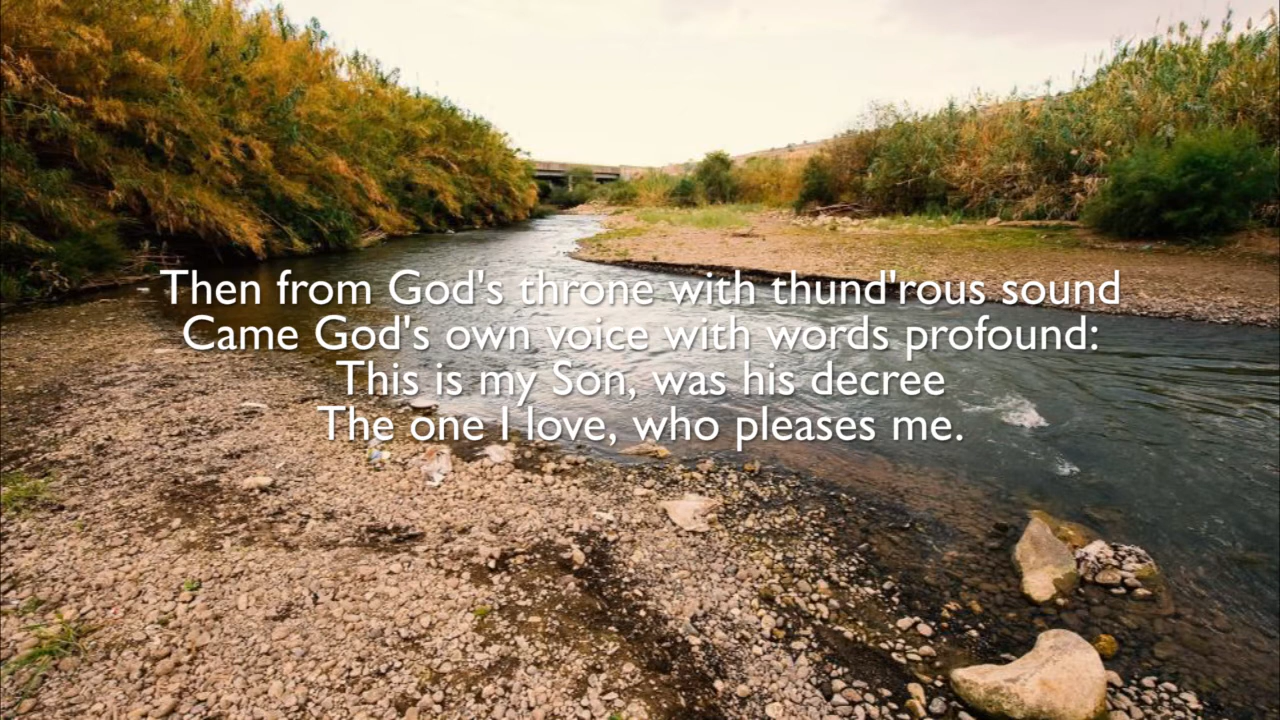 Then from God's throne with thund'rous sound
Came God's own voice with words profound:
This is my Son, was his decree
The one I love, who pleases me.